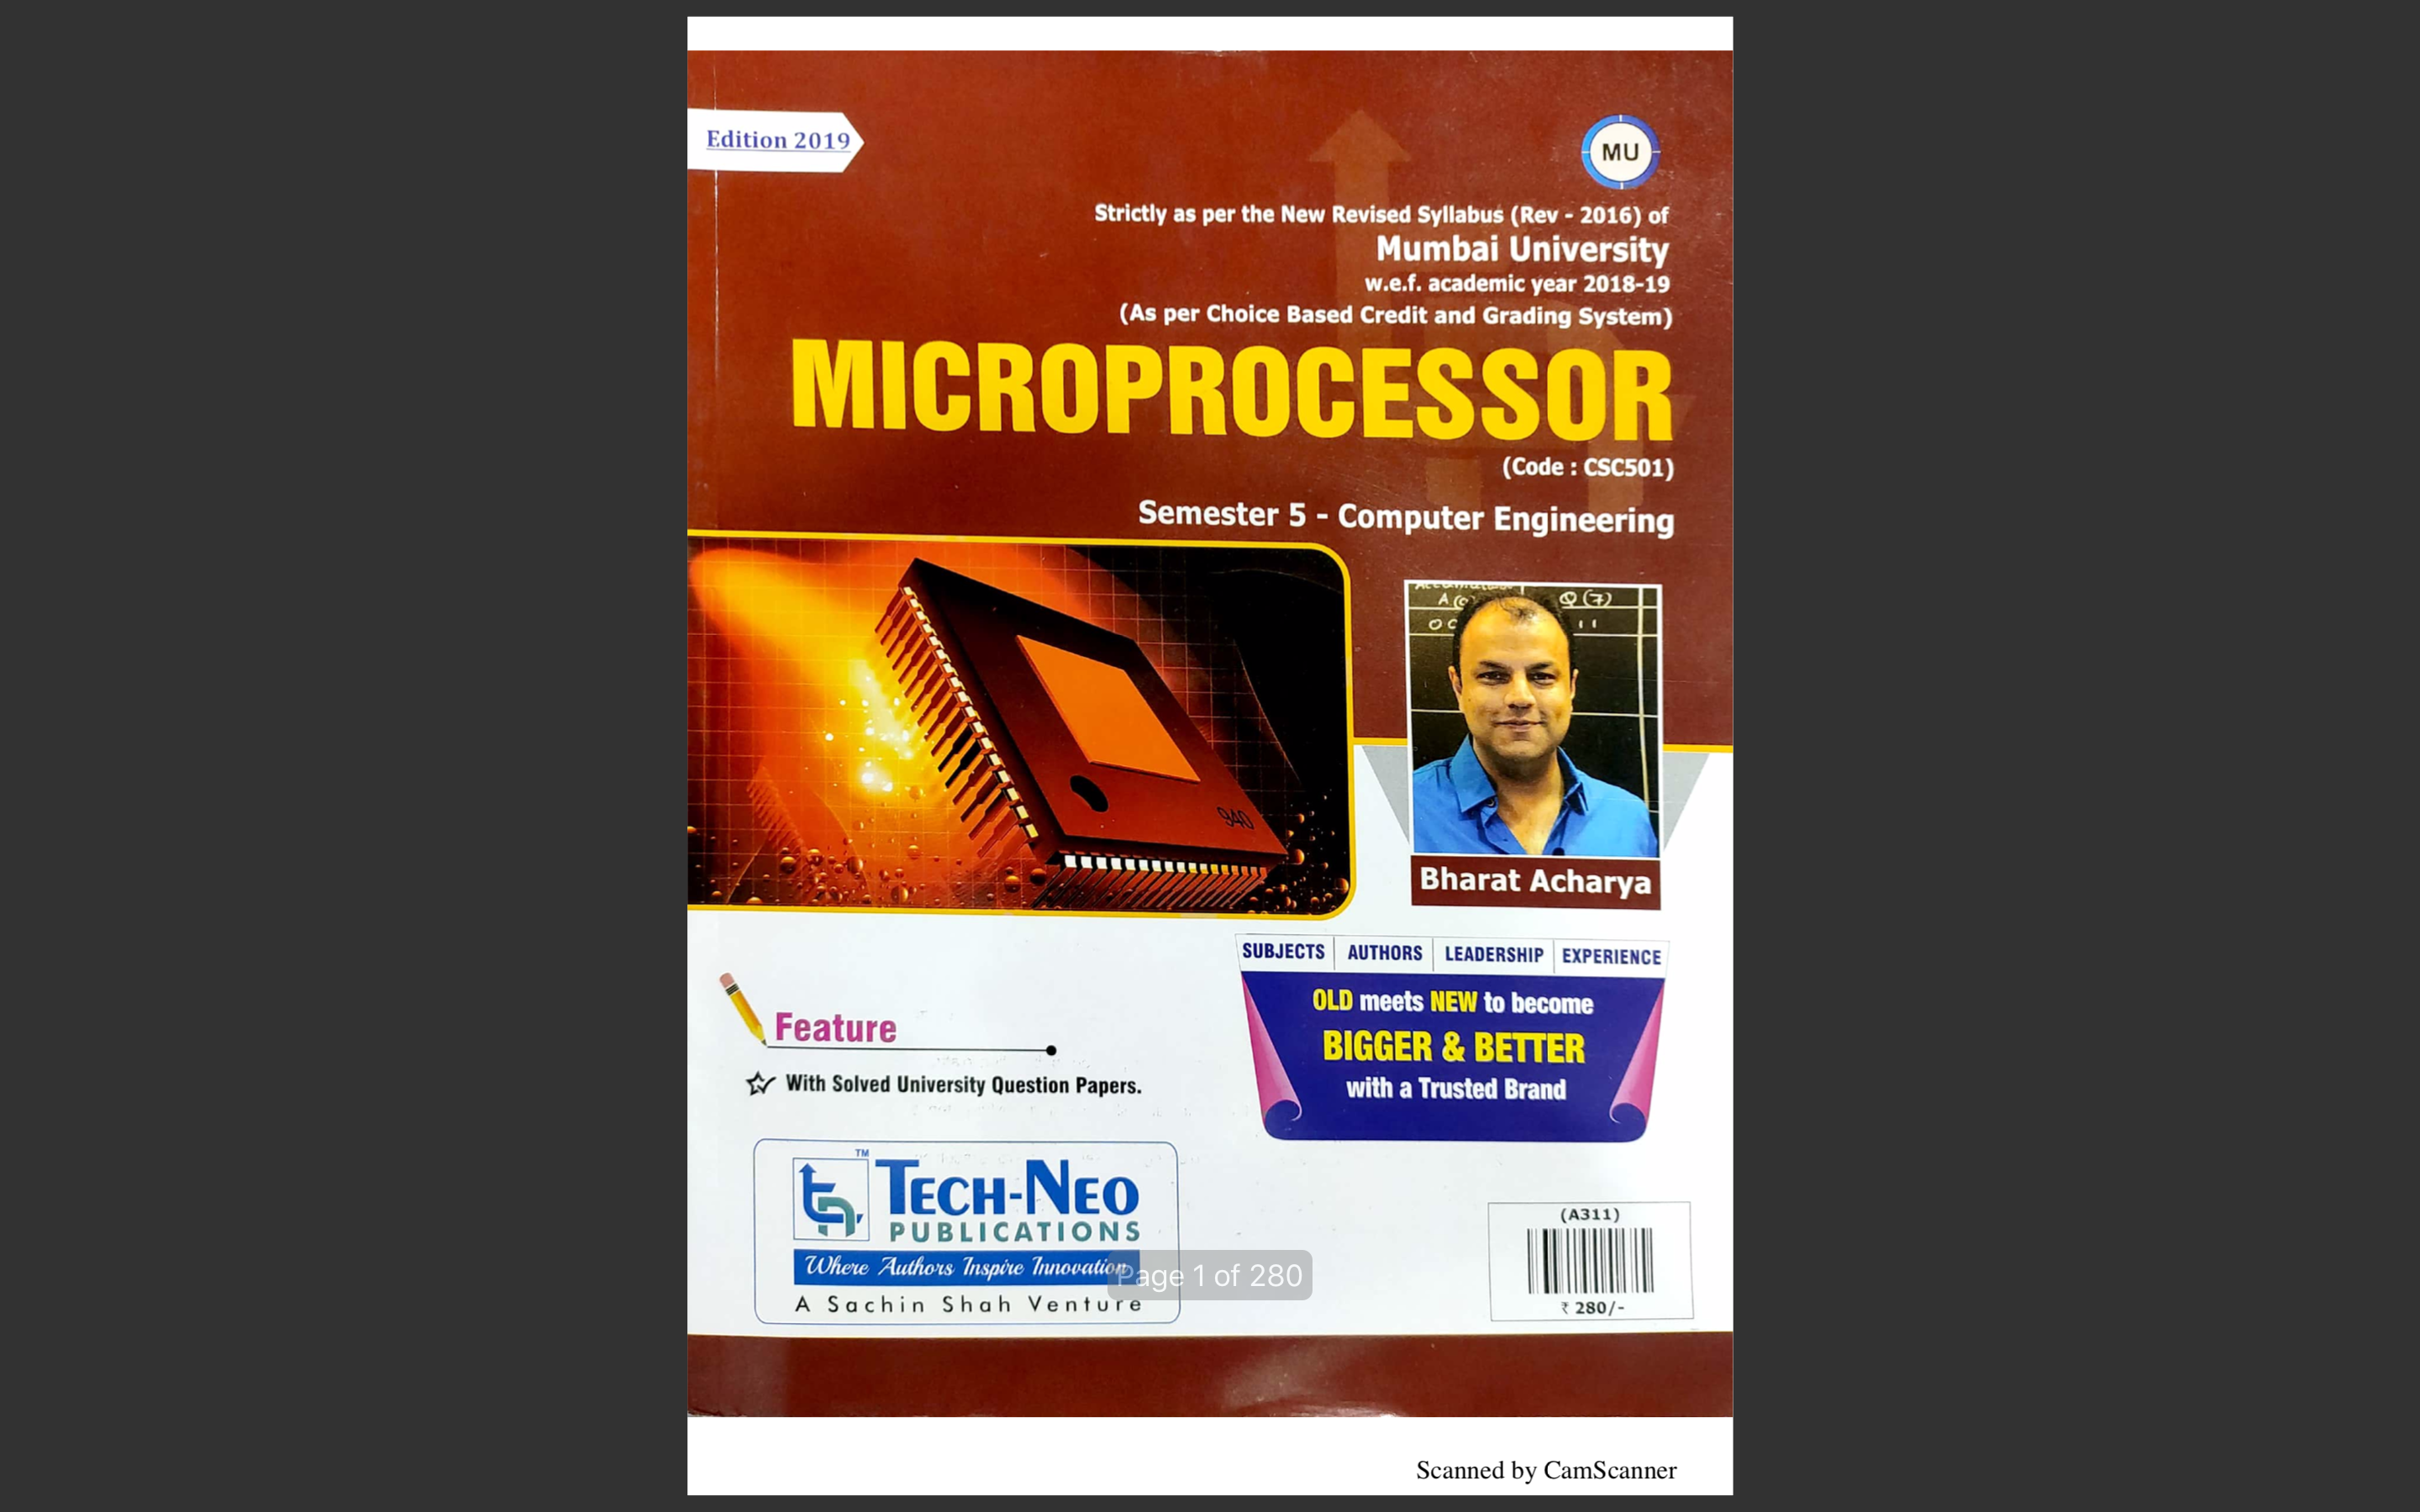 Edition 2019
MU
Strictly as per the New Revised Syllabus (Rev - 2016) of
Mumbai University
w.e.f. academic year 2018-19
(As per Choice Based Credit and Grading System)
MICROPROCESSOR
(Code : CSC501)
Semester 5 - Computer Engineering
A Q (7)
11
940
Bharat Acharya
SUBJECTS AUTHORS LEADERSHIP EXPERIENCE
OLD meets NEW to become
BIGGER & BETTER
with a Trusted Brand
Feature
With Solved University Question Papers.
TM
tn
TECH-NEO
PUBLICATIONS
Where Authors Inspire Innovation
A Sachin Shah Venture
Page 1 of 280
(A311)
₹ 280/-
Scanned by CamScanner